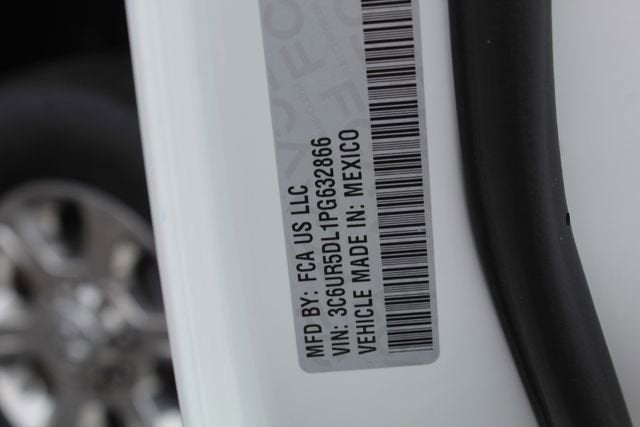 MFD BY: FCA US LLC
VIN: 3C6UR5DL1PG632866
VEHICLE MADE IN: MEXICO